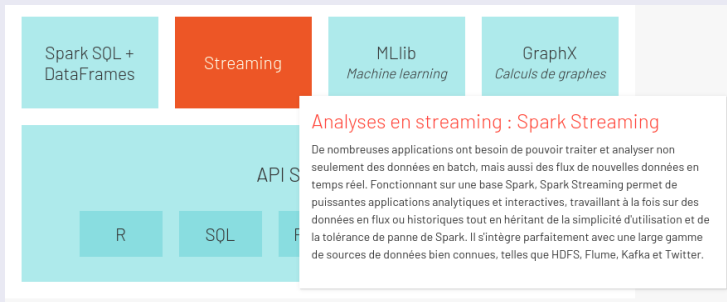 Spark SQL +
DataFrames
Streaming
MLlib
Machine learning
GraphX
Calculs de graphes
Analyses en streaming : Spark Streaming
De nombreuses applications ont besoin de pouvoir traiter et analyser non
seulement des données en batch, mais aussi des flux de nouvelles données en
temps réel. Fonctionnant sur une base Spark, Spark Streaming permet de
puissantes applications analytiques et interactives, travaillant à la fois sur des
données en flux ou historiques tout en héritant de la simplicité d'utilisation et de
la tolérance de panne de Spark. Il s'intègre parfaitement avec une large gamme
de sources de données bien connues, telles que HDFS, Flume, Kafka et Twitter.
API S
R
SQL